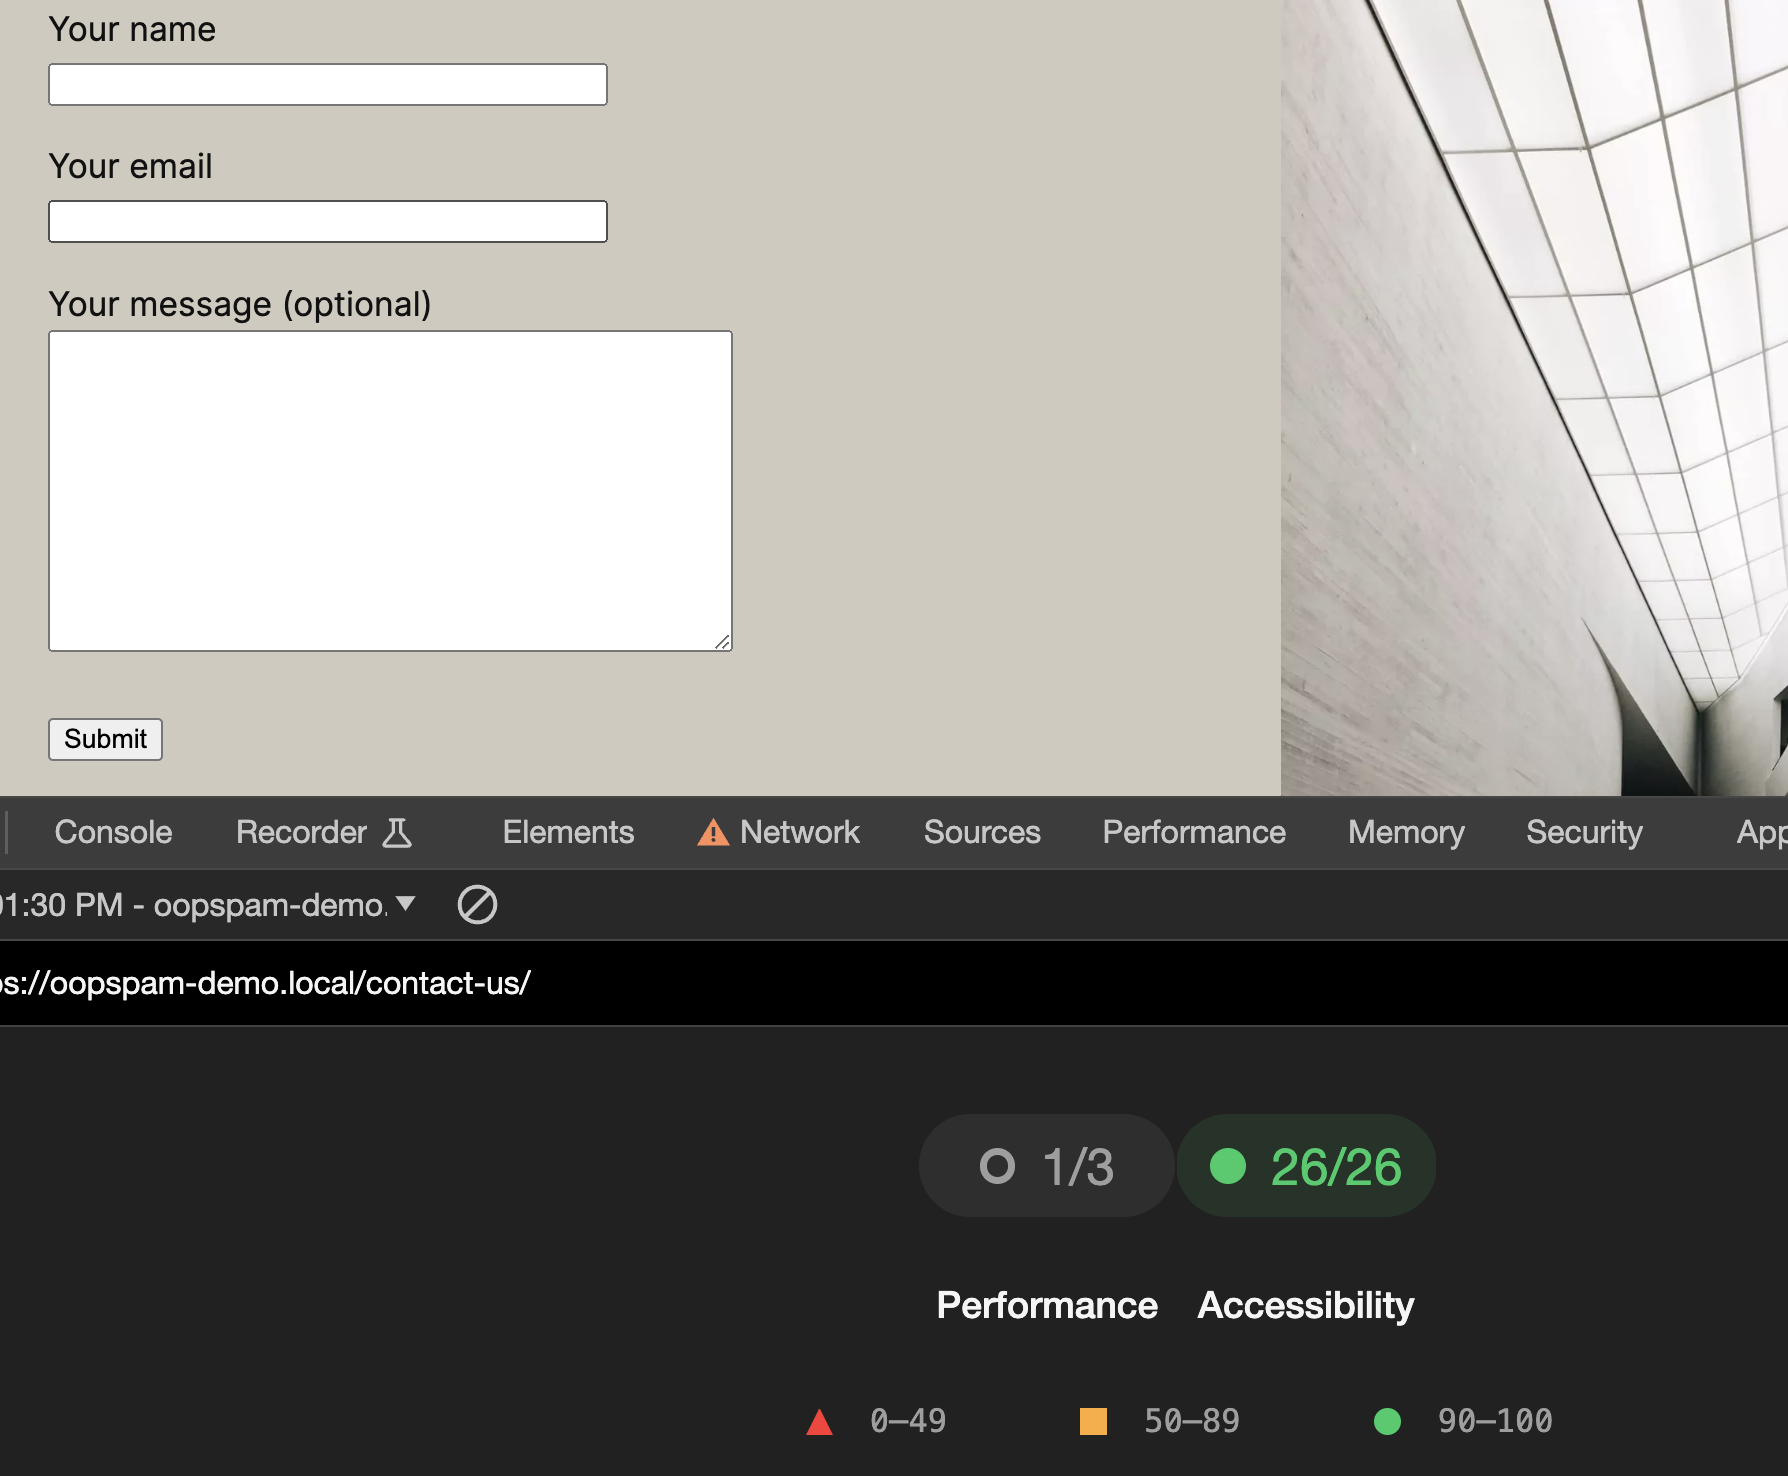 Your name
Your email
Your message (optional)
Submit
Console Recorder Elements Network Sources Performance Memory Security App
01:30 PM - oopspam-demo.
ps://oopspam-demo.local/contact-us/
1/3 26/26
Performance Accessibility
0–49 50–89 90–100